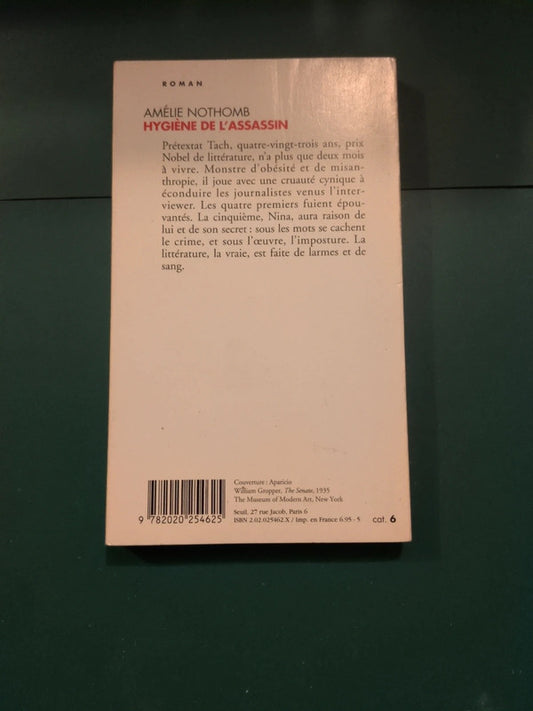 ROMAN
AMÉLIE NOTHOMB
HYGIÈNE DE L'ASSASSIN
Prétextat Tach, quatre-vingt-trois ans, prix
Nobel de littérature, n'a plus que deux mois
à vivre. Monstre d'obésité et de misan-
thropie, il joue avec une cruauté cynique à
éconduire les journalistes venus l'inter-
viewer. Les quatre premiers fuient épou-
vantés. La cinquième, Nina, aura raison de
lui et de son secret : sous les mots se cachent
le crime, et sous l'œuvre, l'imposture. La
littérature, la vraie, est faite de larmes et de
sang.
Couverture : Aparicio
William Gropper, The Senate, 1935
The Museum of Modern Art, New York
Seuil, 27 rue Jacob, Paris 6
ISBN 2.02.025462.X / Imp. en France 6.95 - 5
cat. 6
9 782020 254625